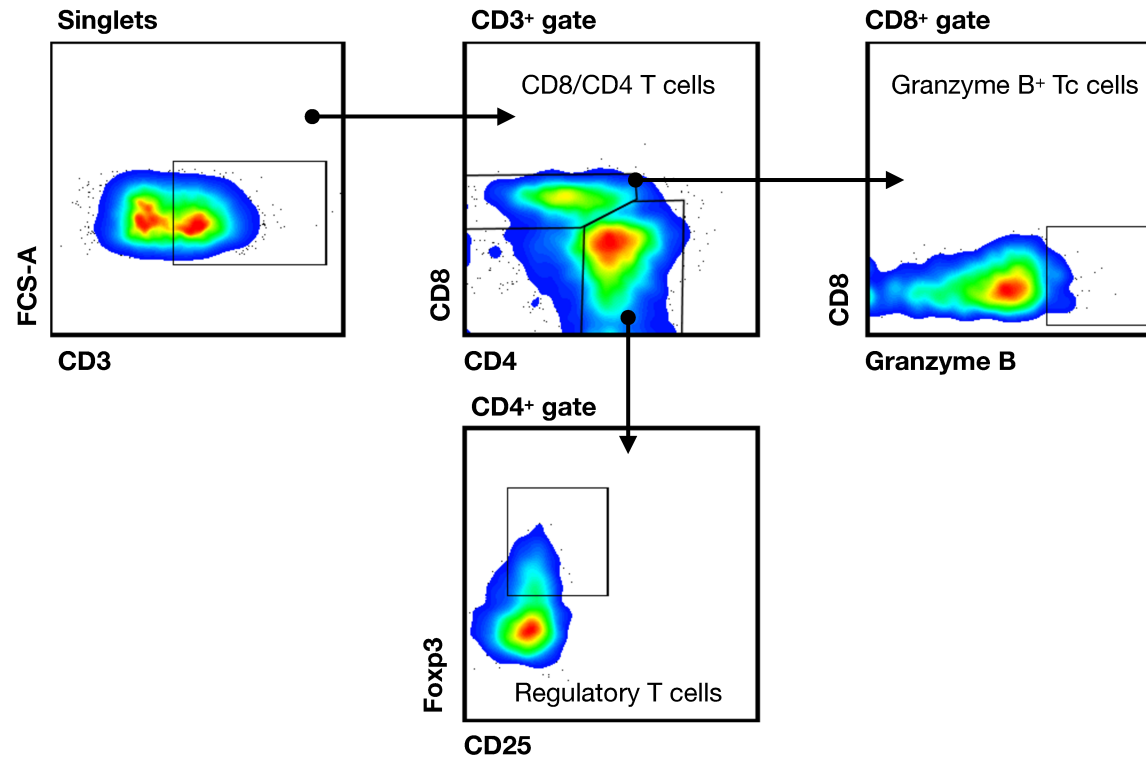 Singlets
CD3⁺ gate
CD8⁺ gate
CD8/CD4 T cells
Granzyme B⁺ Tc cells
FCS-A
CD8
CD8
CD3
CD4
Granzyme B
CD4⁺ gate
Foxp3
Regulatory T cells
CD25